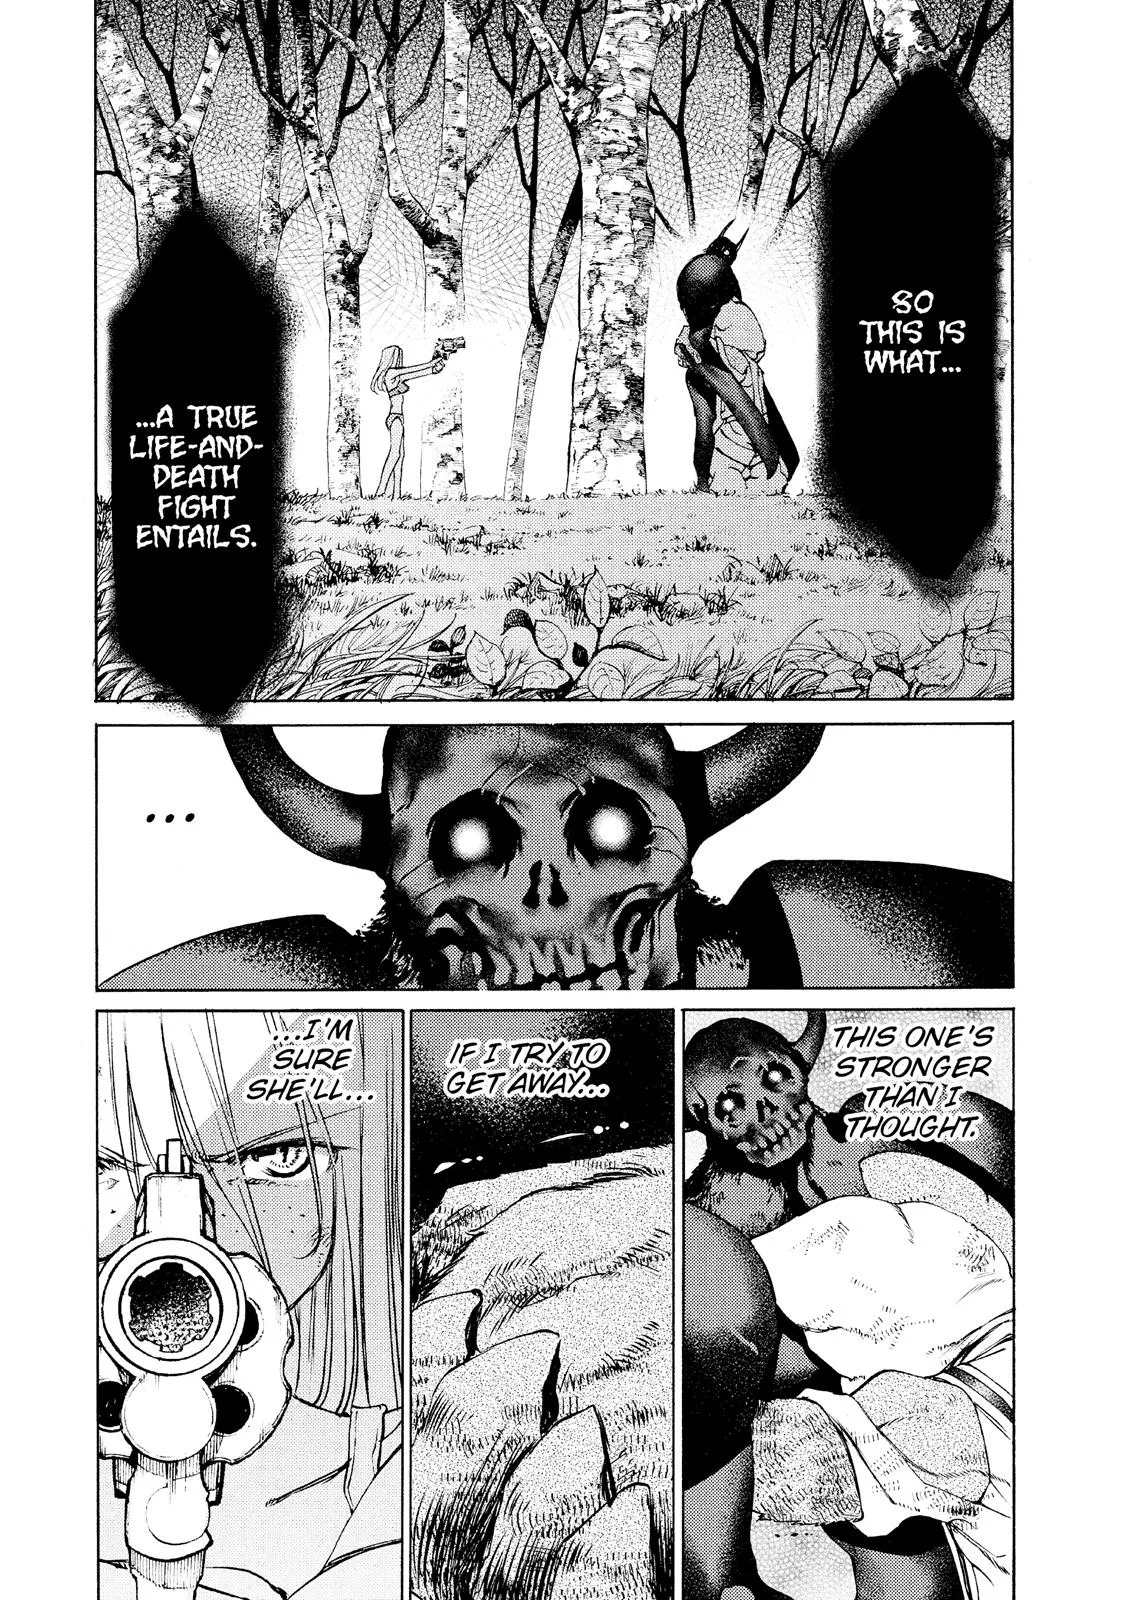 SO
THIS IS
WHAT...
...A TRUE
LIFE-AND-
DEATH
FIGHT
ENTAILS.
...
THIS ONE'S
STRONGER
THAN I
THOUGHT.
IF I TRY TO
GET AWAY...
...I'M
SURE
SHE'LL...